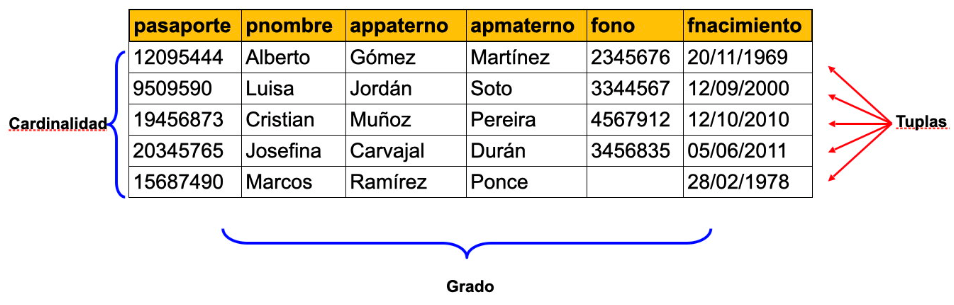 pasaporte pnombre appaterno apmaterno fono fnacimiento
12095444 Alberto Gómez Martínez 2345676 20/11/1969
9509590 Luisa Jordán Soto 3344567 12/09/2000
Cardinalidad 19456873 Cristian Muñoz Pereira 4567912 12/10/2010 Tuplas
20345765 Josefina Carvajal Durán 3456835 05/06/2011
15687490 Marcos Ramírez Ponce 28/02/1978
Grado